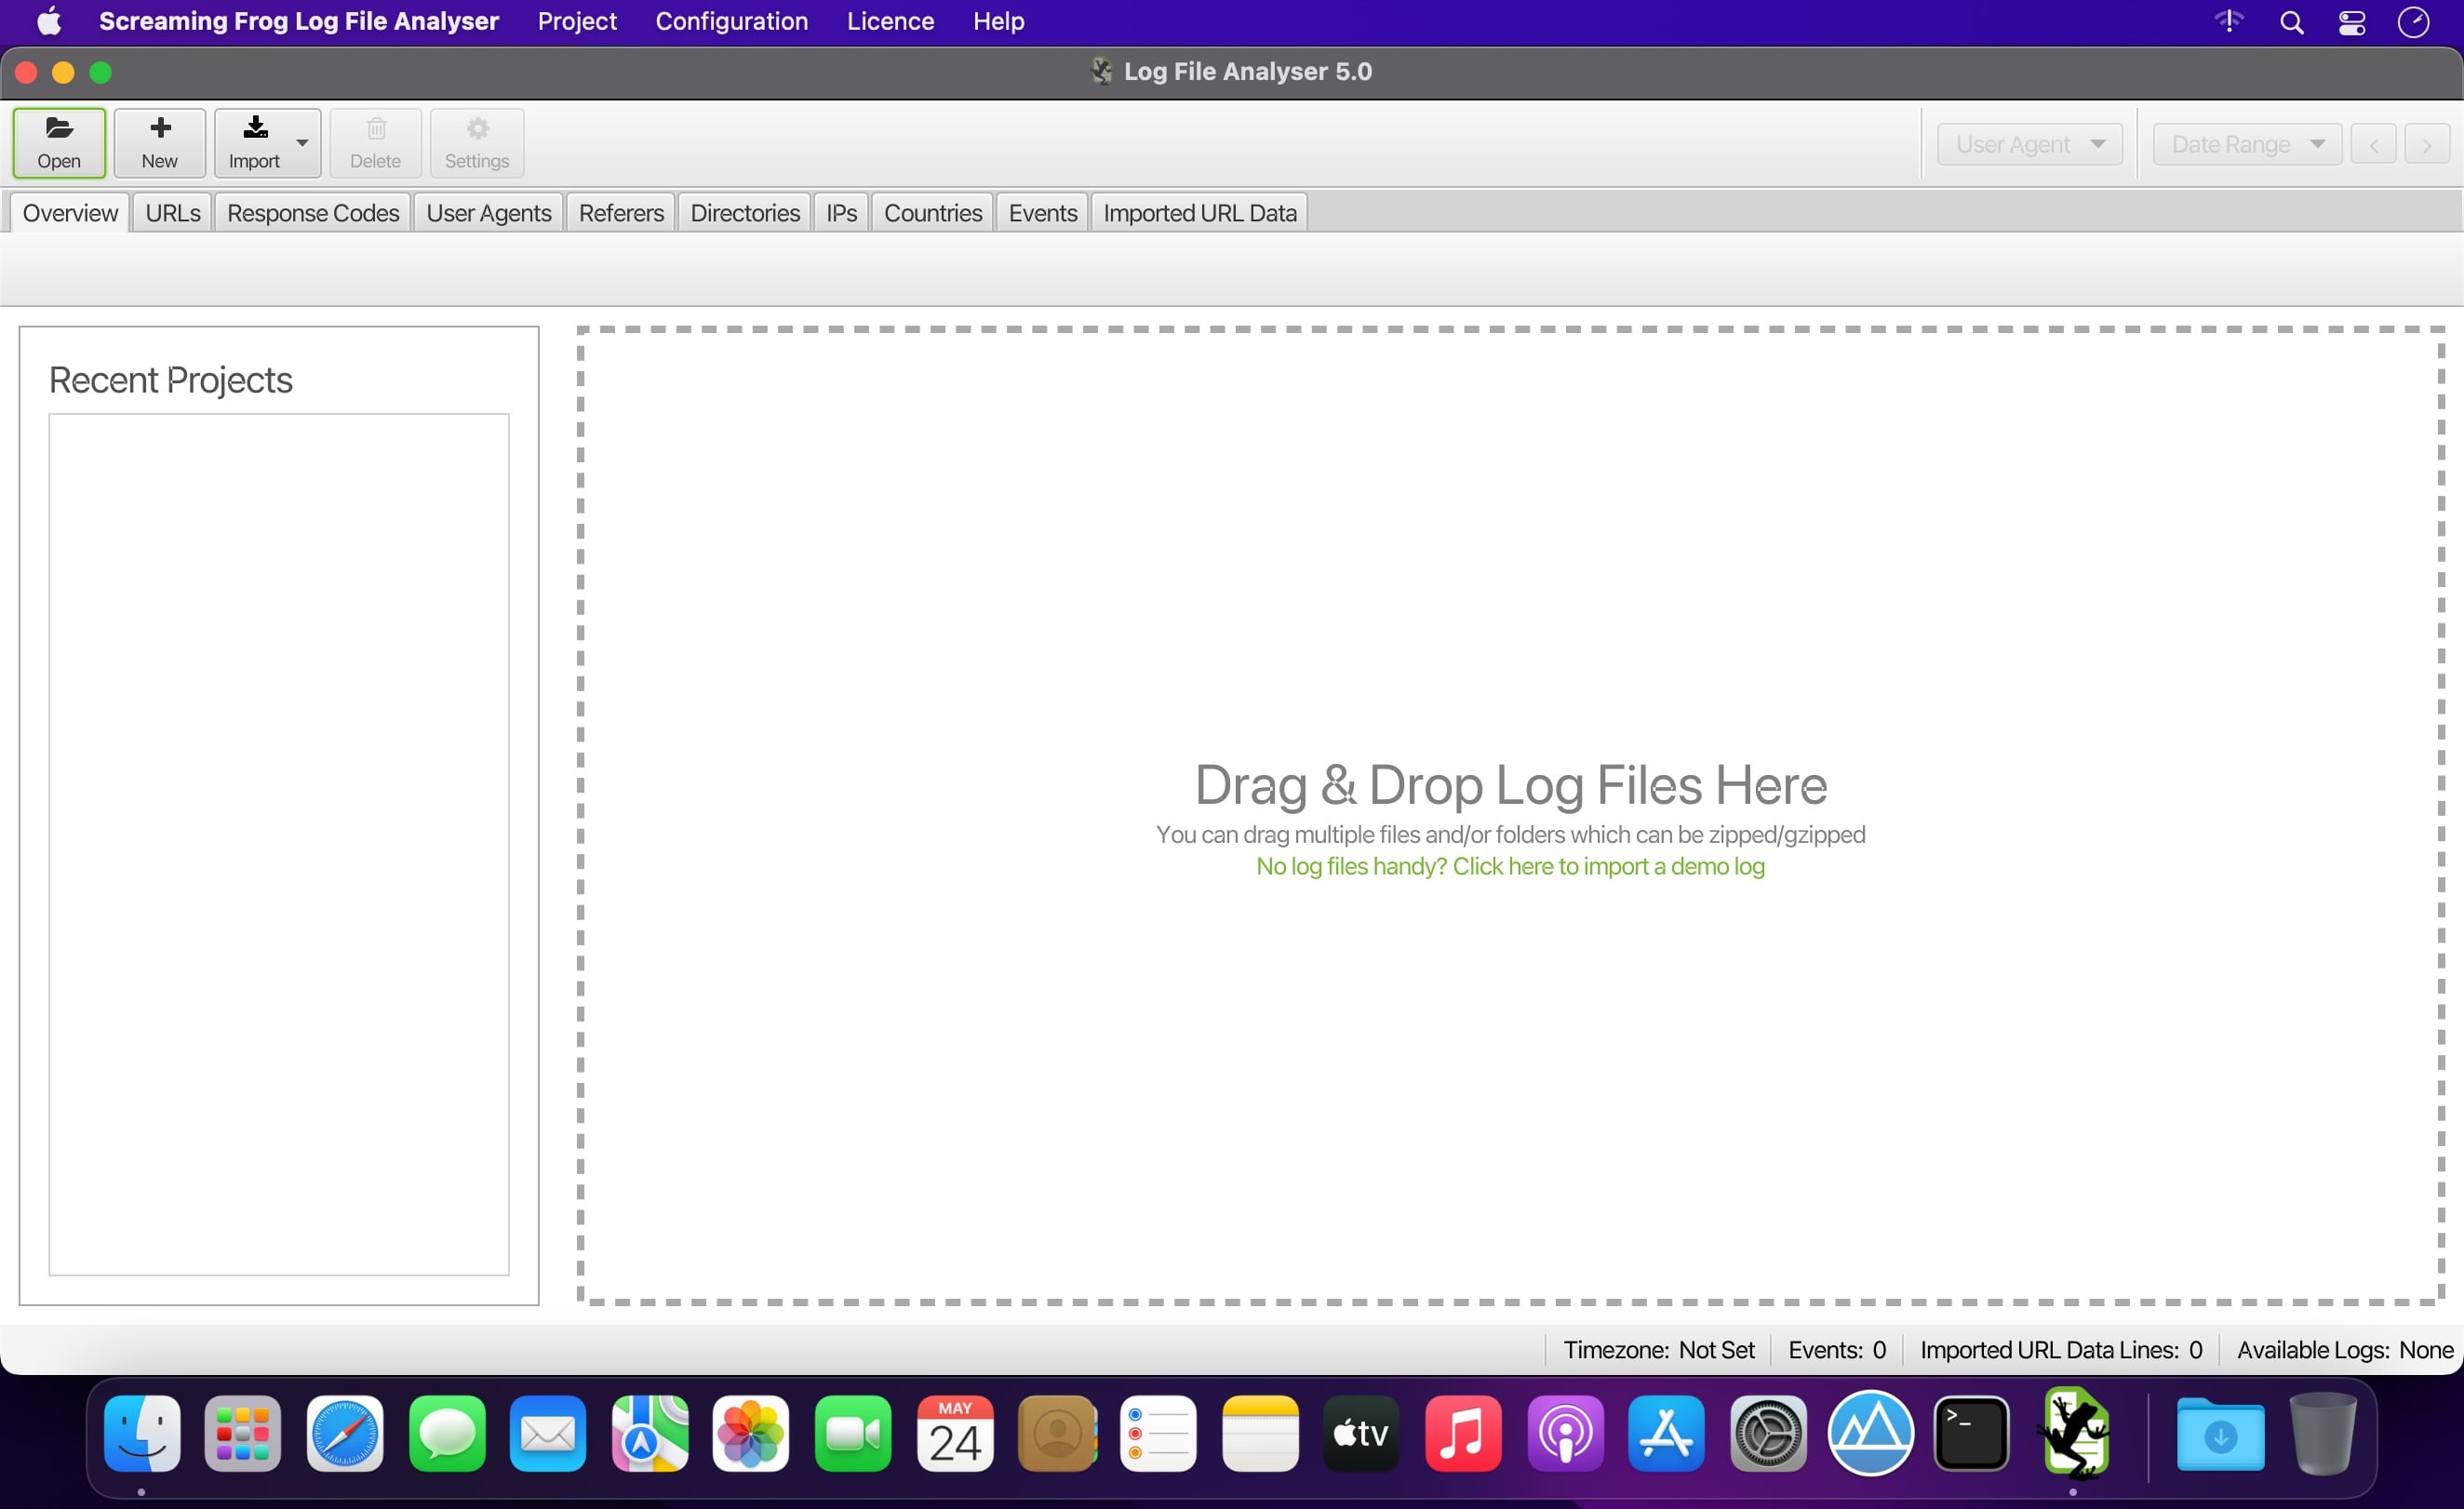 Screaming Frog Log File Analyser Project Configuration Licence Help
Log File Analyser 5.0
Open New Import Delete Settings User Agent Date Range < >
Overview URLs Response Codes User Agents Referers Directories IPs Countries Events Imported URL Data
Recent Projects
Drag & Drop Log Files Here
You can drag multiple files and/or folders which can be zipped/gzipped
No log files handy? Click here to import a demo log
Timezone: Not Set Events: 0 Imported URL Data Lines: 0 Available Logs: None
MAY
24
tv
>_